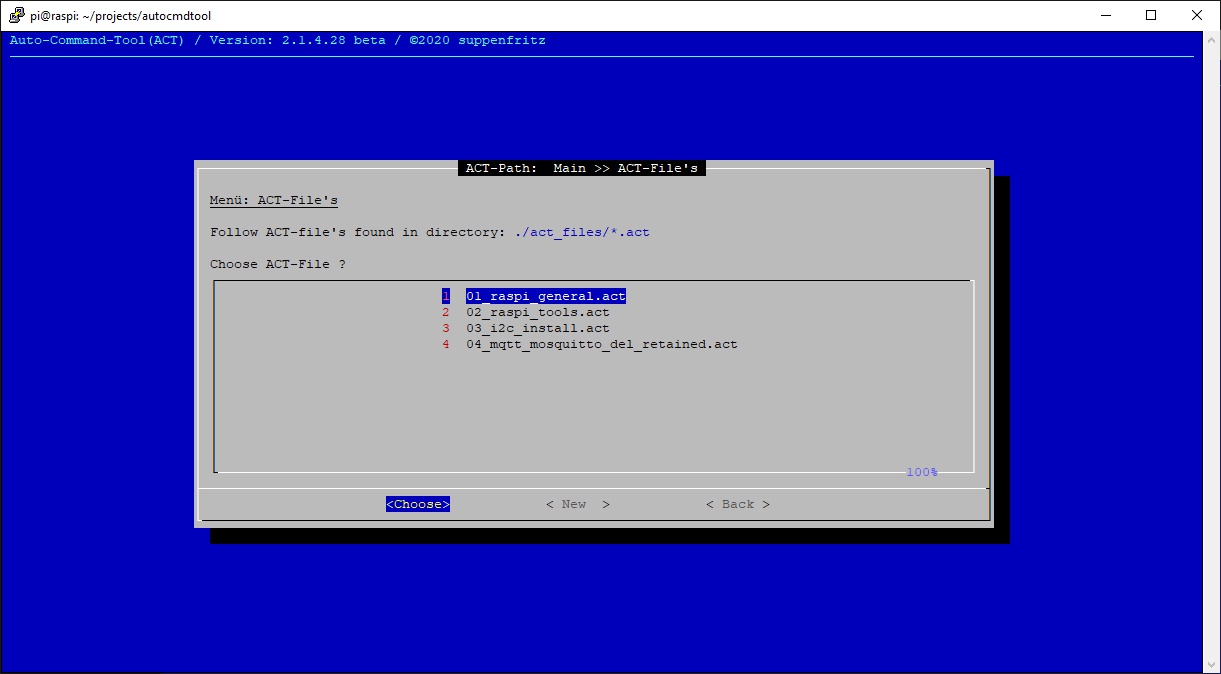 pi@raspi: ~/projects/autocmdtool
Auto-Command-Tool(ACT) / Version: 2.1.4.28 beta / ©2020 suppenfritz
ACT-Path:  Main >> ACT-File's
Menü: ACT-File's
Follow ACT-file's found in directory: ./act_files/*.act
Choose ACT-File ?
1 01_raspi_general.act
2 02_raspi_tools.act
3 03_i2c_install.act
4 04_mqtt_mosquitto_del_retained.act
100%
<Choose> < New  > < Back >